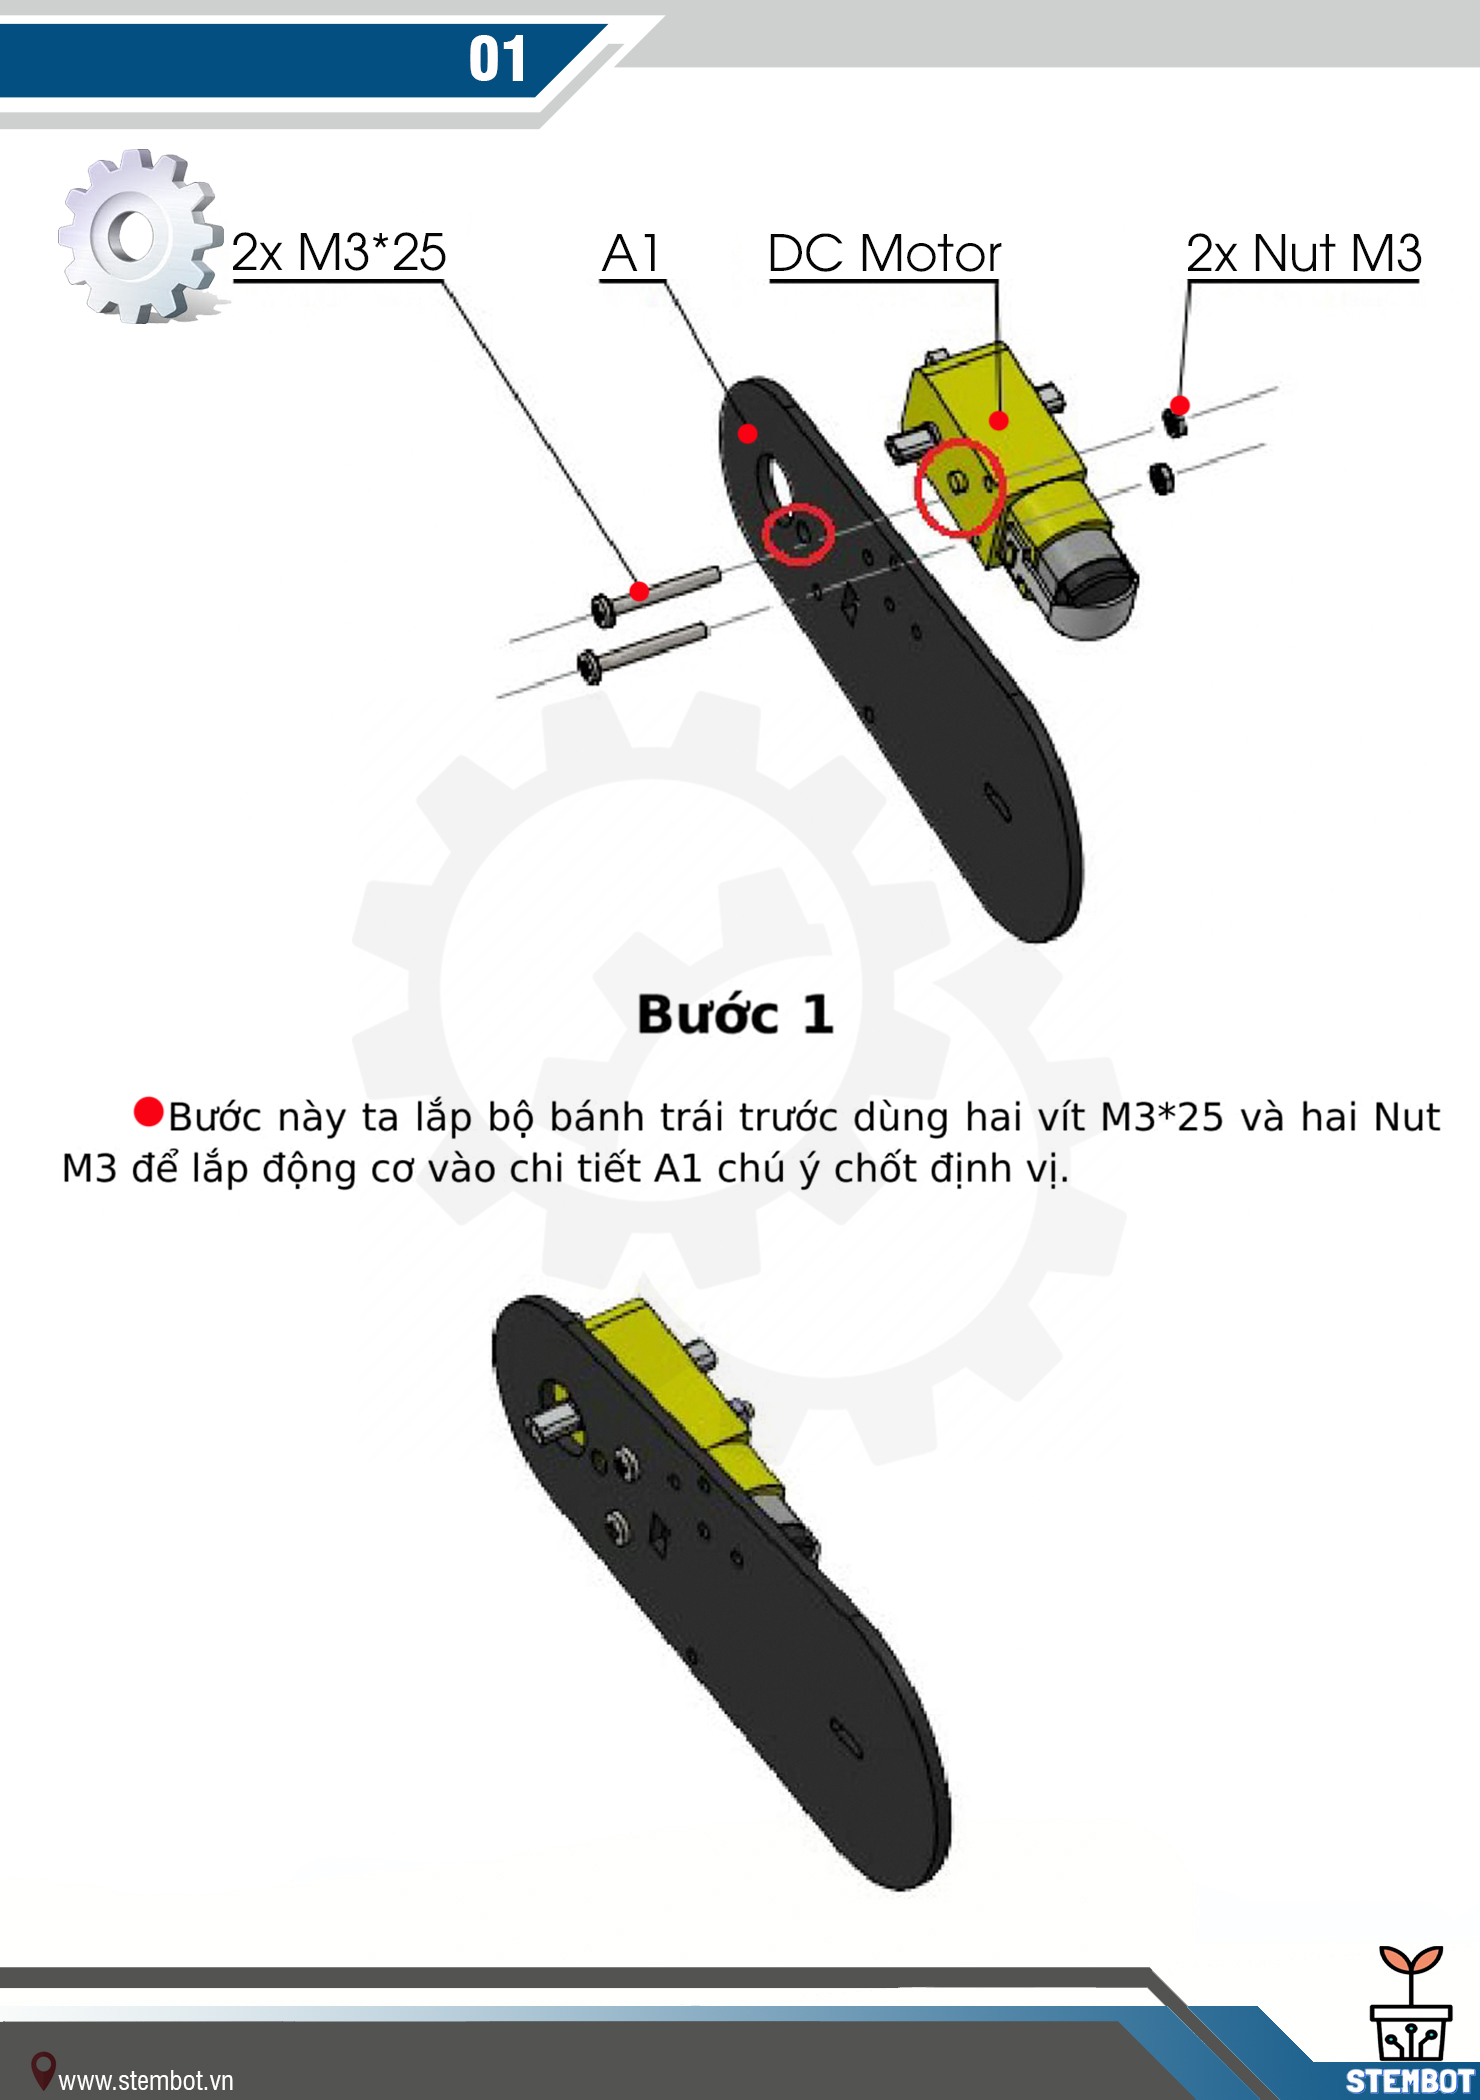 01
2x M3*25 A1 DC Motor 2x Nut M3
Bước 1
Bước này ta lắp bộ bánh trái trước dùng hai vít M3*25 và hai Nut
M3 để lắp động cơ vào chi tiết A1 chú ý chốt định vị.
www.stembot.vn
STEMBOT